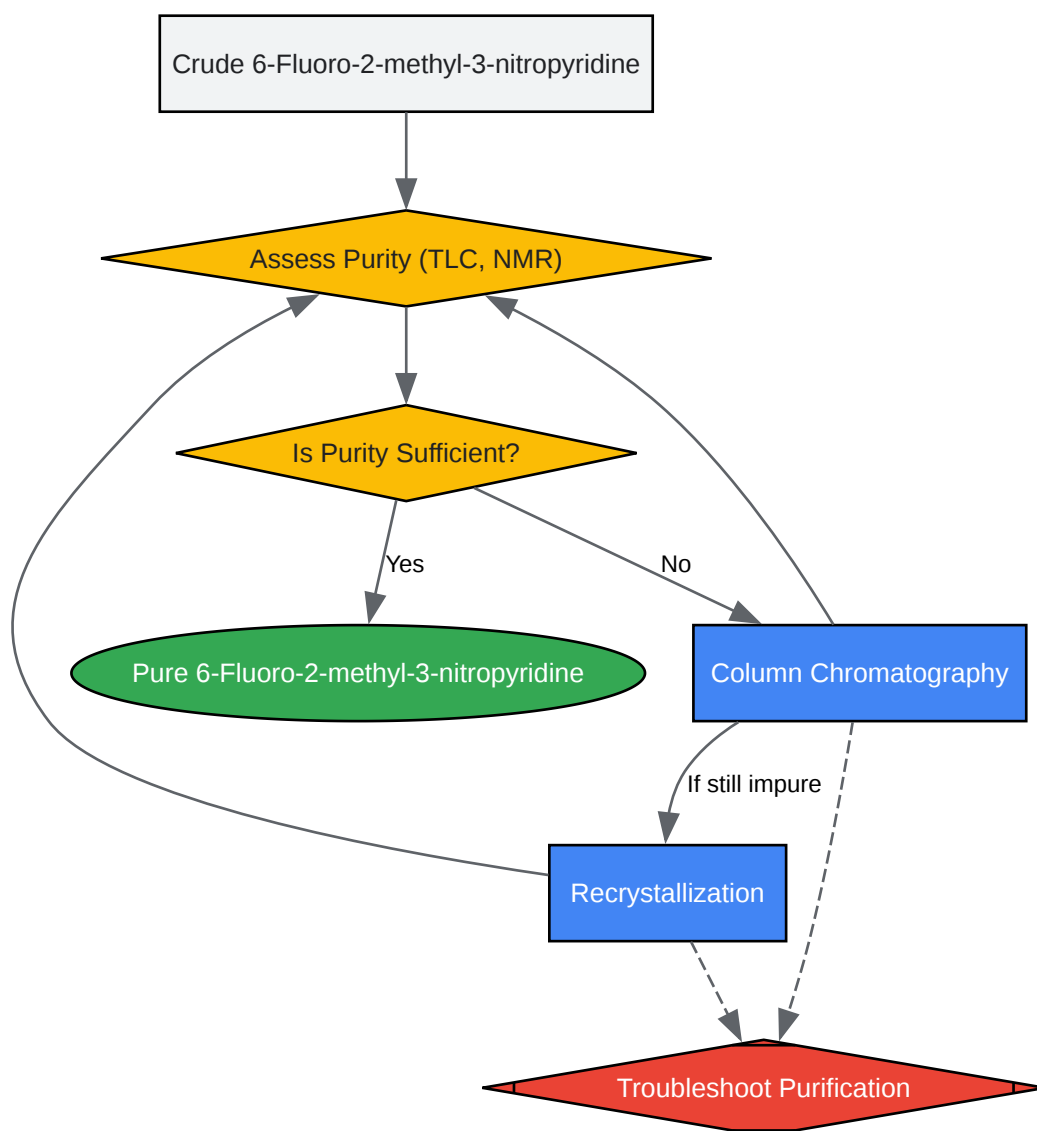 Crude 6-Fluoro-2-methyl-3-nitropyridine
Assess Purity (TLC, NMR)
Is Purity Sufficient?
Yes
No
Pure 6-Fluoro-2-methyl-3-nitropyridine
Column Chromatography
If still impure
Recrystallization
Troubleshoot Purification